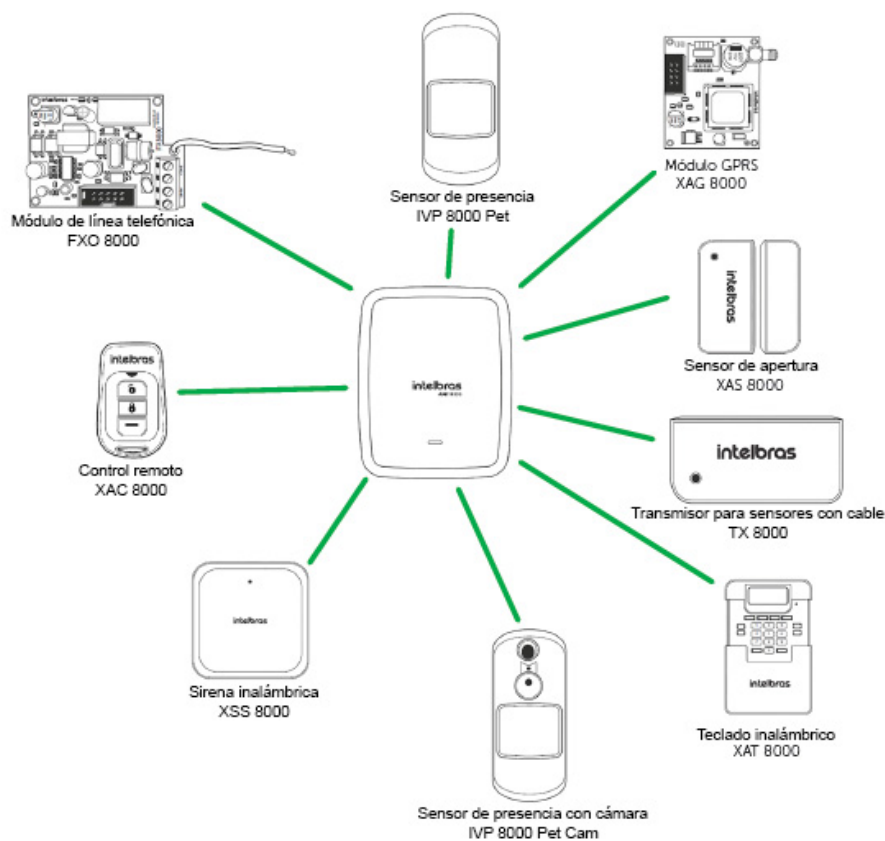 Módulo de línea telefónica
FXO 8000
Sensor de presencia
IVP 8000 Pet
Módulo GPRS
XAG 8000
intelbras
Sensor de apertura
XAS 8000
intelbras
Control remoto
XAC 8000
intelbras
intelbras
Transmisor para sensores con cable
TX 8000
intelbras
Sirena inalámbrica
XSS 8000
intelbras
Teclado inalámbrico
XAT 8000
Sensor de presencia con cámara
IVP 8000 Pet Cam